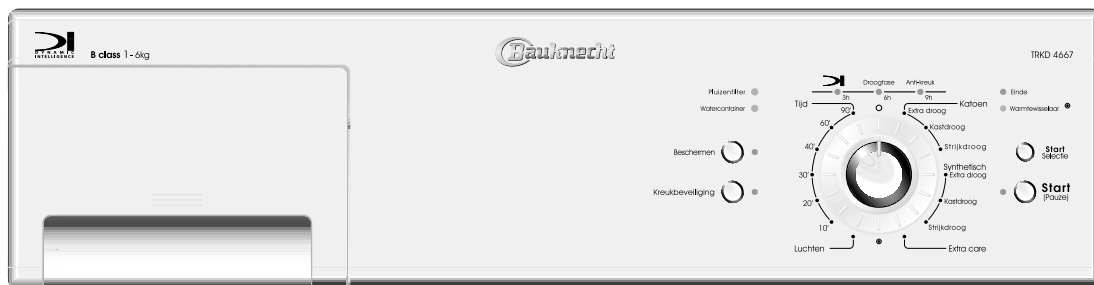 DYNAMIC
INTELLIGENCE
B class 1 - 6kg
Bauknecht
TRKD 4667
Pluizenfilter
Watercontainer
Beschermen
Kreukbeveiliging
Droogfase
Anti-kreuk
3h
6h
9h
Tijd
90'
60'
40'
30'
20'
10'
Luchten
Katoen
Extra droog
Kastdroog
Strijkdroog
Synthetisch
Extra droog
Kastdroog
Strijkdroog
Extra care
Einde
Warmtewisselaar
Start
Selectie
Start
(Pauze)